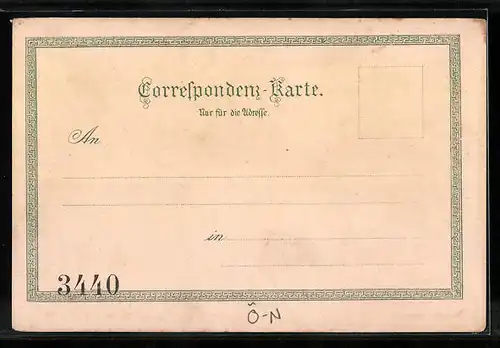 Correspondenz-Karte.
Nur für die Adresse.
An
in
3440
Ö-N